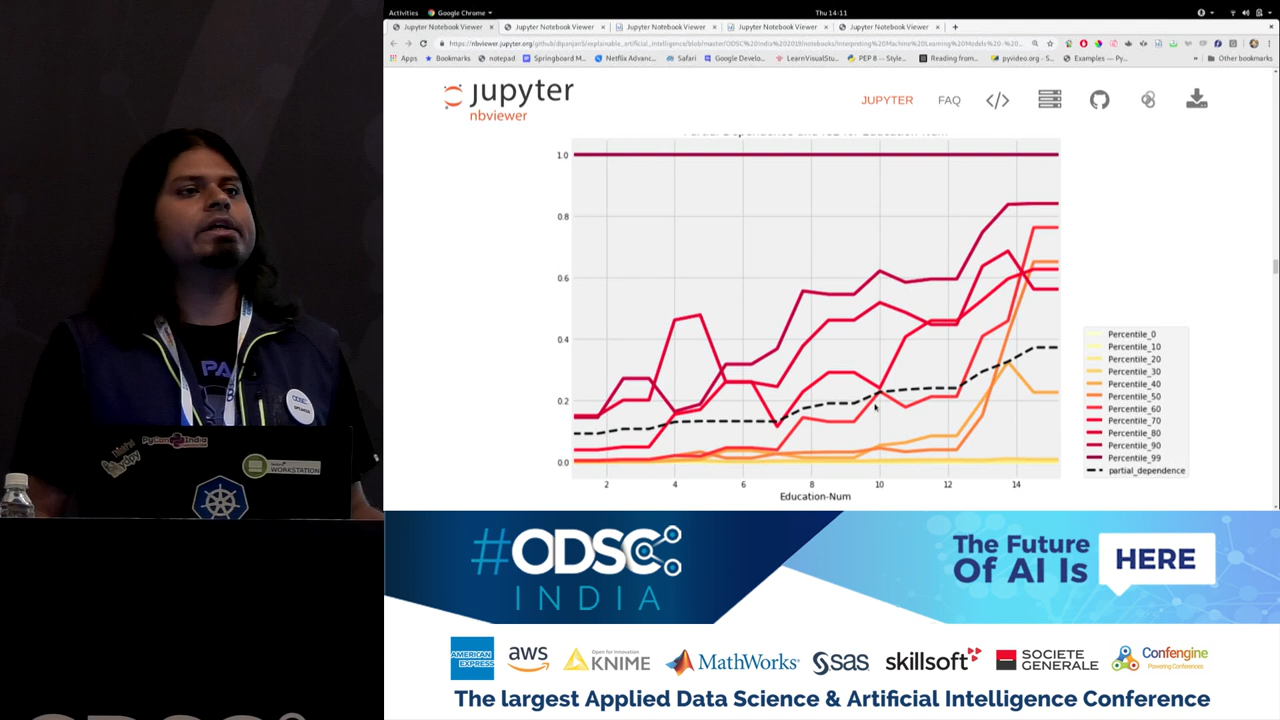 Activities
Google Chrome
Thu 14:11
Jupyter Notebook Viewer
Jupyter Notebook Viewer
Jupyter Notebook Viewer
Jupyter Notebook Viewer
Jupyter Notebook Viewer
Apps
Bookmarks
notepad
Springboard M...
Netflix Advanc...
Safari
Google Develo...
LearnVisualStu...
PEP 8 -- Style...
Reading from...
pyvideo.org - S...
Examples — Py...
Other bookmarks
jupyter
nbviewer
JUPYTER
FAQ
</>
1.0
0.8
0.6
0.4
0.2
0.0
2 4 6 8 10 12 14
Education-Num
Percentile_0
Percentile_10
Percentile_20
Percentile_30
Percentile_40
Percentile_50
Percentile_60
Percentile_70
Percentile_80
Percentile_90
Percentile_99
partial_dependence
PA
ODSC
SPEAKER
PyCon India
WORKSTATION
#ODSC
INDIA
The Future
Of AI Is
HERE
AMERICAN
EXPRESS
aws
Open for Innovation
KNIME
MathWorks®
sas
skillsoft
SOCIETE
GENERALE
Confengine
Powering Conferences
The largest Applied Data Science & Artificial Intelligence Conference